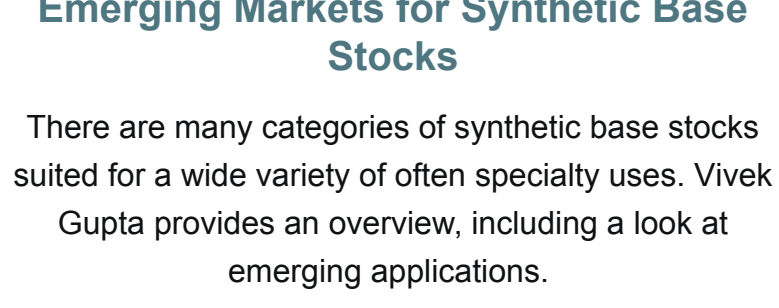 Emerging Markets for Synthetic Base
Stocks
There are many categories of synthetic base stocks
suited for a wide variety of often specialty uses. Vivek
Gupta provides an overview, including a look at
emerging applications.